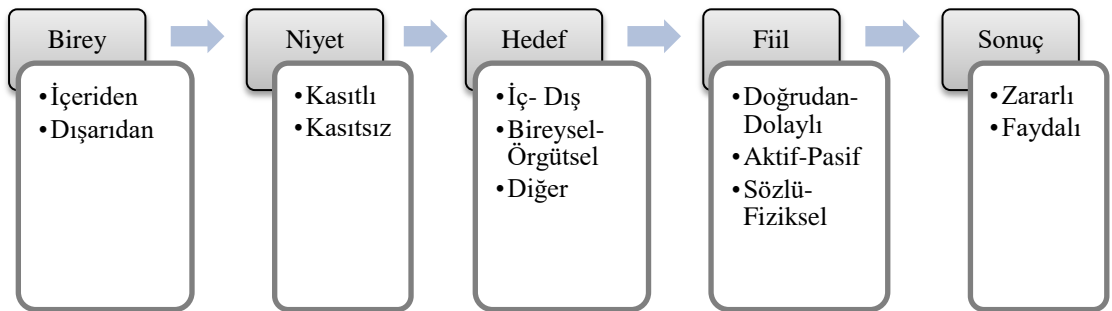 Birey
•İçeriden
•Dışarıdan
Niyet
•Kasıtlı
•Kasıtsız
Hedef
•İç- Dış
•Bireysel-
Örgütsel
•Diğer
Fiil
•Doğrudan-
Dolaylı
•Aktif-Pasif
•Sözlü-
Fiziksel
Sonuç
•Zararlı
•Faydalı